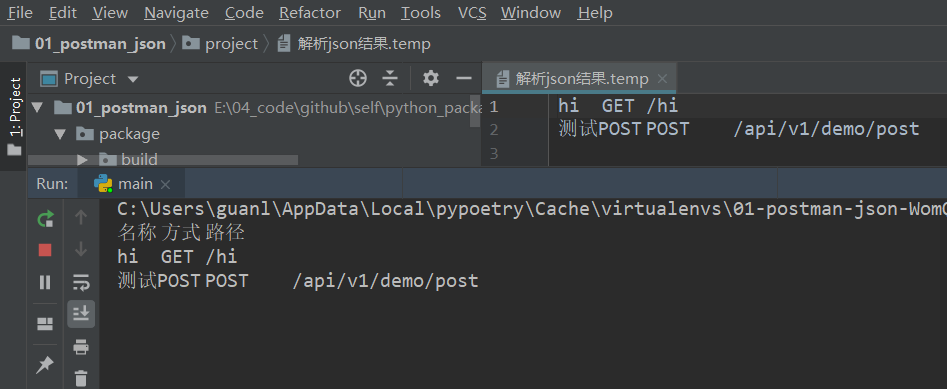 File Edit View Navigate Code Refactor Run Tools VCS Window Help
01_postman_json project 解析json结果.temp
1: Project
Project
解析json结果.temp
01_postman_json E:\04_code\github\self\python_packa
package
build
1 hi GET /hi
2 测试POST POST /api/v1/demo/post
3
Run: main
C:\Users\guanl\AppData\Local\pypoetry\Cache\virtualenvs\01-postman-json-Wom
名称 方式 路径
hi GET /hi
测试POST POST /api/v1/demo/post